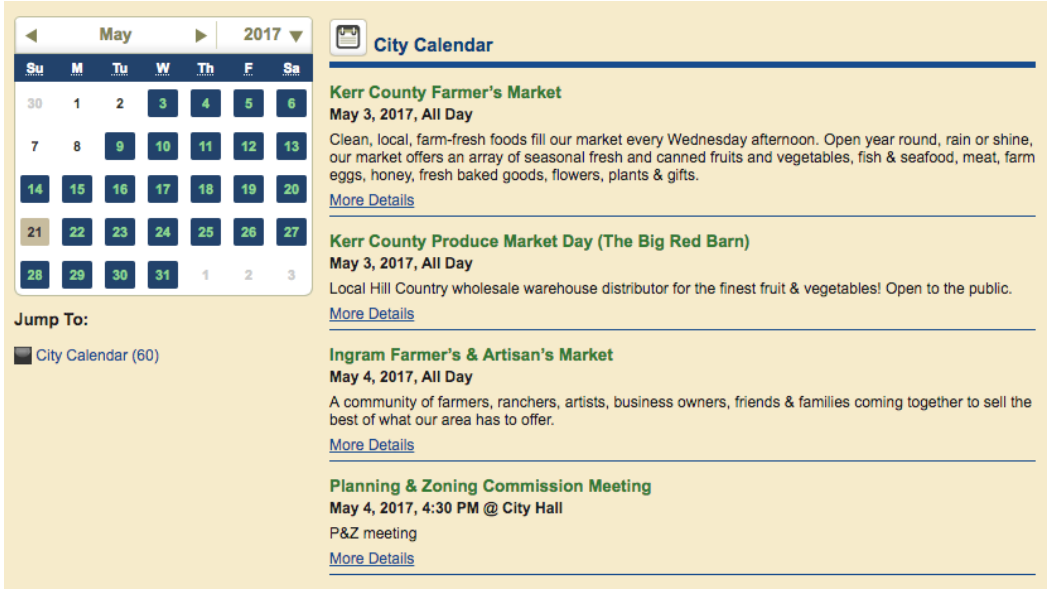 May 2017
Su M Tu W Th F Sa
30 1 2 3 4 5 6
7 8 9 10 11 12 13
14 15 16 17 18 19 20
21 22 23 24 25 26 27
28 29 30 31 1 2 3
Jump To:
City Calendar (60)
City Calendar
Kerr County Farmer's Market
May 3, 2017, All Day
Clean, local, farm-fresh foods fill our market every Wednesday afternoon. Open year round, rain or shine,
our market offers an array of seasonal fresh and canned fruits and vegetables, fish & seafood, meat, farm
eggs, honey, fresh baked goods, flowers, plants & gifts.
More Details
Kerr County Produce Market Day (The Big Red Barn)
May 3, 2017, All Day
Local Hill Country wholesale warehouse distributor for the finest fruit & vegetables! Open to the public.
More Details
Ingram Farmer's & Artisan's Market
May 4, 2017, All Day
A community of farmers, ranchers, artists, business owners, friends & families coming together to sell the
best of what our area has to offer.
More Details
Planning & Zoning Commission Meeting
May 4, 2017, 4:30 PM @ City Hall
P&Z meeting
More Details